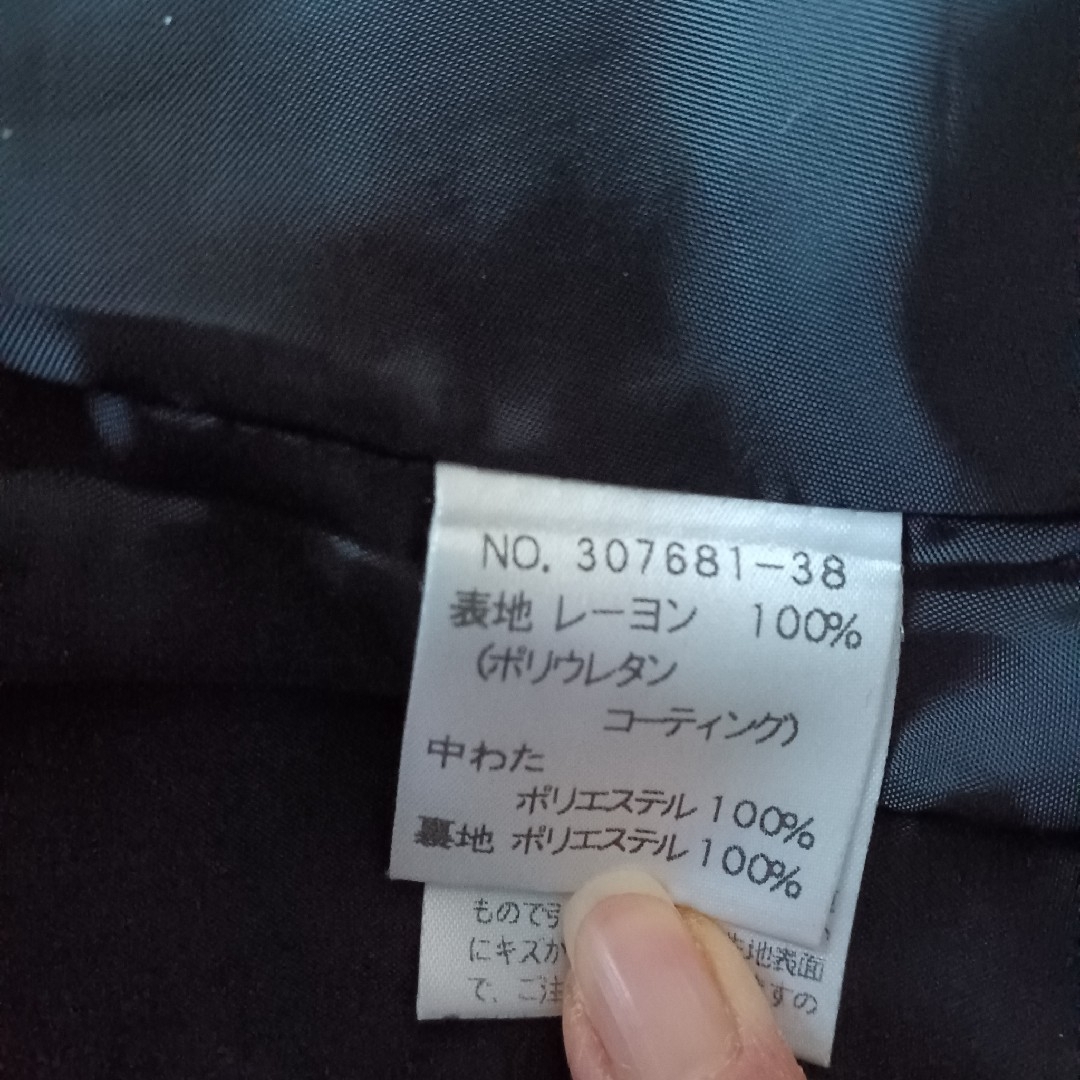 NO. 307681-38
表地 レーヨン 100%
(ポリウレタン
コーティング)
中わた
ポリエステル 100%
裏地 ポリエステル 100%
もので引
にキズが 地表面
で、ご注 すの